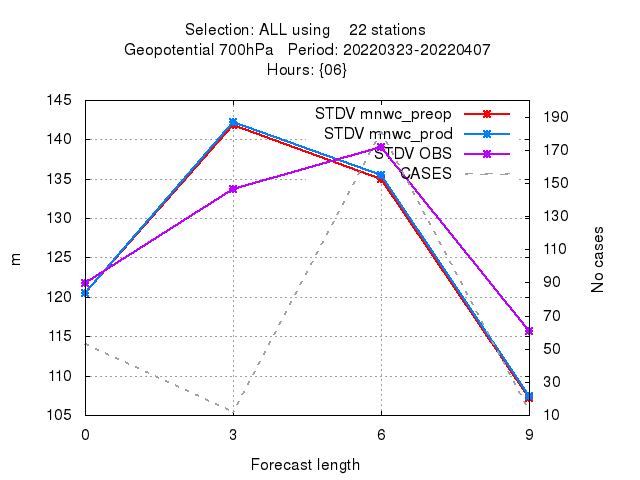 Selection: ALL using 22 stations
Geopotential 700hPa Period: 20220323-20220407
Hours: {06}
145
140
135
130
125
120
115
110
105
m
STDV mnwc_preop
STDV mnwc_prod
STDV OBS
CASES
190
170
150
130
110
90
70
50
30
10
No cases
0 3 6 9
Forecast length